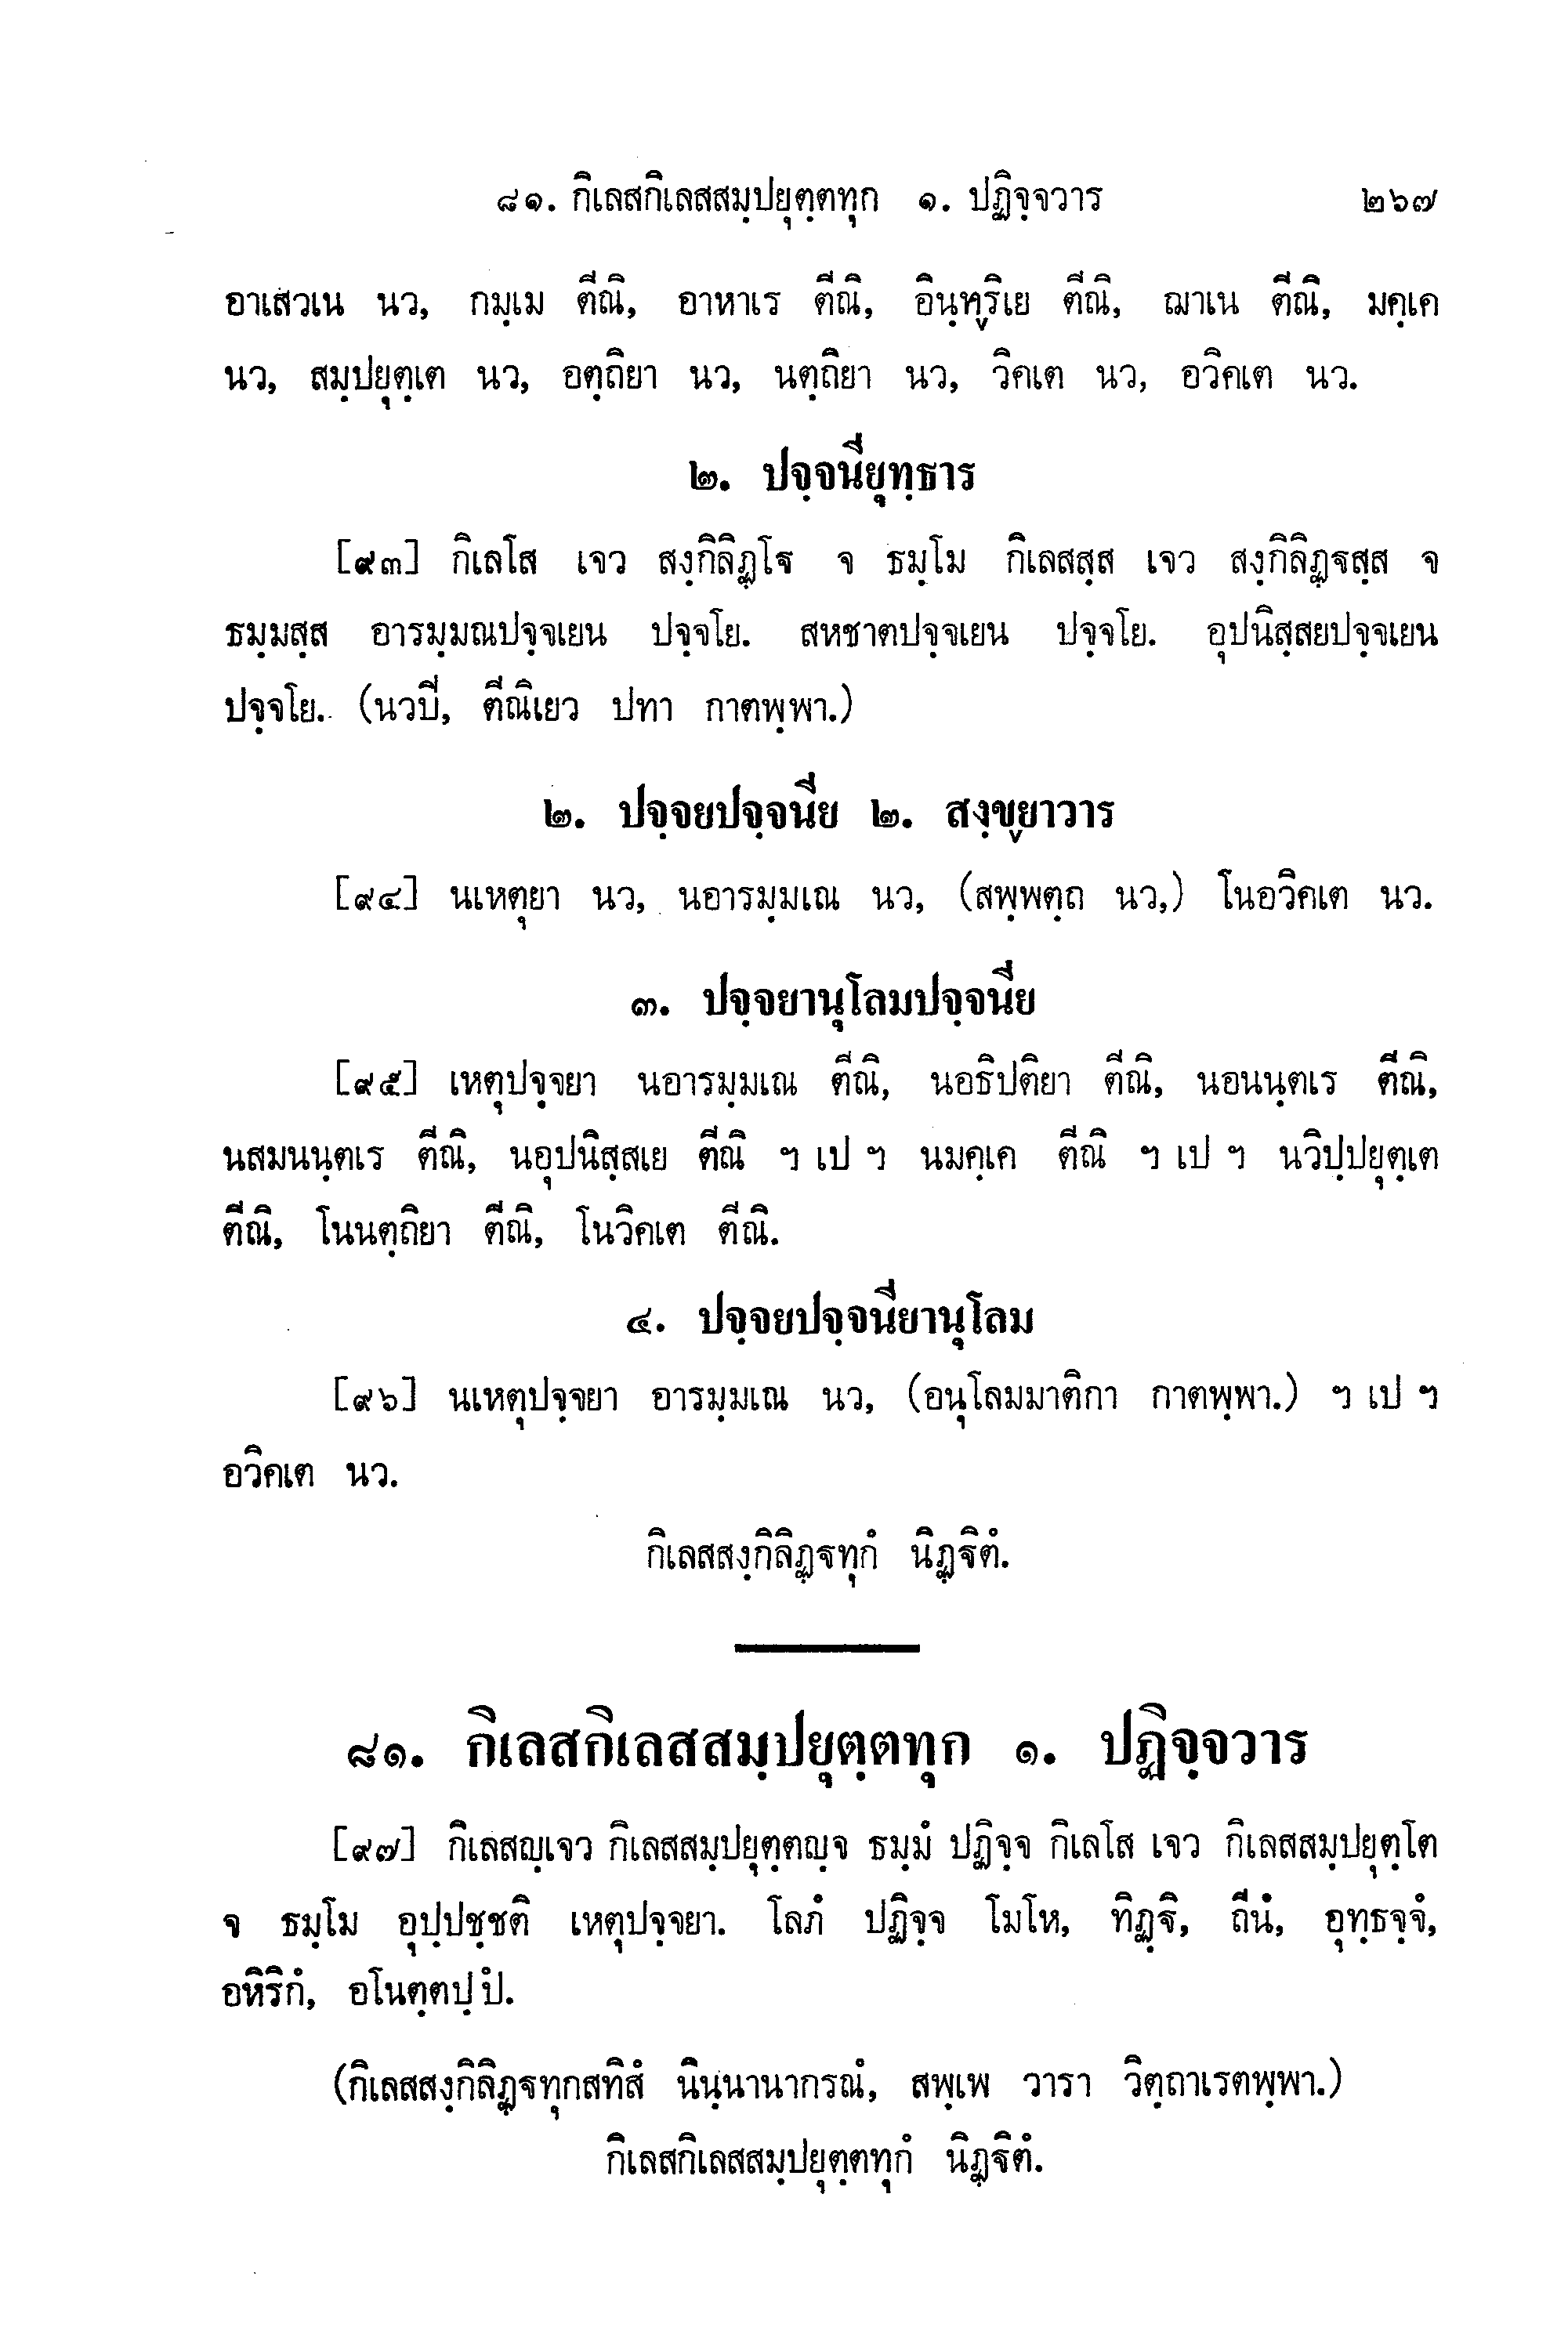 ๘๑. กิเลสกิเลสสมฺปยุตฺตทุก ๑. ปฏิจฺจวาร ๒๖๗
อาเสวเน นว, กมฺเม ตีณิ, อาหาเร ตีณิ, อินฺทฺริเย ตีณิ, ฌาเน ตีณิ, มคฺเค
นว, สมฺปยุตฺเต นว, อตฺถิยา นว, นตฺถิยา นว, วิคเต นว, อวิคเต นว.
๒. ปจฺจนียุทฺธาร
[๙๓] กิเลโส เจว สงฺกิลิฏฺโฐ จ ธมฺโม กิเลสสฺส เจว สงฺกิลิฏฺฐสฺส จ
ธมฺมสฺส อารมฺมณปจฺจเยน ปจฺจโย. สหชาตปจฺจเยน ปจฺจโย. อุปนิสฺสยปจฺจเยน
ปจฺจโย. (นวปี, ตีณิเยว ปทา กาตพฺพา.)
๒. ปจฺจยปจฺจนีย ๒. สงฺขฺยาวาร
[๙๔] นเหตุยา นว, นอารมฺมเณ นว, (สพฺพตฺถ นว,) โนอวิคเต นว.
๓. ปจฺจยานุโลมปจฺจนีย
[๙๕] เหตุปจฺจยา นอารมฺมเณ ตีณิ, นอธิปติยา ตีณิ, นอนนฺตเร ตีณิ,
นสมนนฺตเร ตีณิ, นอุปนิสฺสเย ตีณิ ฯ เป ฯ นมคฺเค ตีณิ ฯ เป ฯ นวิปฺปยุตฺเต
ตีณิ, โนนตฺถิยา ตีณิ, โนวิคเต ตีณิ.
๔. ปจฺจยปจฺจนียานุโลม
[๙๖] นเหตุปจฺจยา อารมฺมเณ นว, (อนุโลมมาติกา กาตพฺพา.) ฯ เป ฯ
อวิคเต นว.
กิเลสสงฺกิลิฏฺฐทุกํ นิฏฺฐิตํ.
๘๑. กิเลสกิเลสสมฺปยุตฺตทุก ๑. ปฏิจฺจวาร
[๙๗] กิเลสญฺเจว กิเลสสมฺปยุตฺตญฺจ ธมฺมํ ปฏิจฺจ กิเลโส เจว กิเลสสมฺปยุตฺโต
จ ธมฺโม อุปฺปชฺชติ เหตุปจฺจยา. โลภํ ปฏิจฺจ โมโห, ทิฏฺฐิ, ถีนํ, อุทฺธจฺจํ,
อหิริกํ, อโนตฺตปฺปํ.
(กิเลสสงฺกิลิฏฺฐทุกสทิสํ นินฺนานากรณํ, สพฺเพ วารา วิตฺถาเรตพฺพา.)
กิเลสกิเลสสมฺปยุตฺตทุกํ นิฏฺฐิตํ.